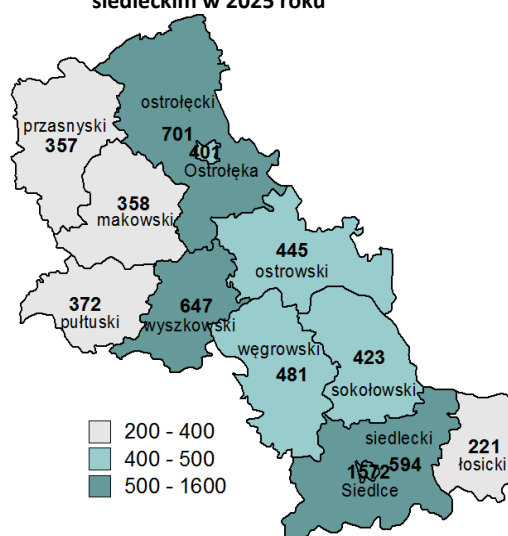 siedleckim w 2025 roku
ostrołęcki
701
401
Ostrołęka
przasnyski
357
358
makowski
445
ostrowski
372
pułtuski
647
wyszkowski
węgrowski
481
423
sokołowski
siedlecki
1572 594
Siedlce
221
łosicki
200 - 400
400 - 500
500 - 1600